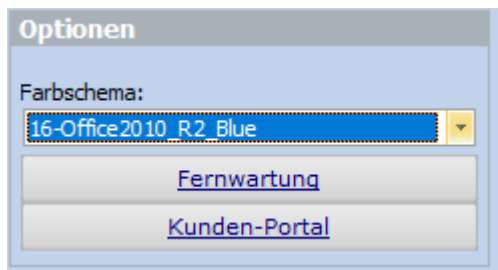 Optionen
Farbschema:
16-Office2010_R2_Blue
Fernwartung
Kunden-Portal